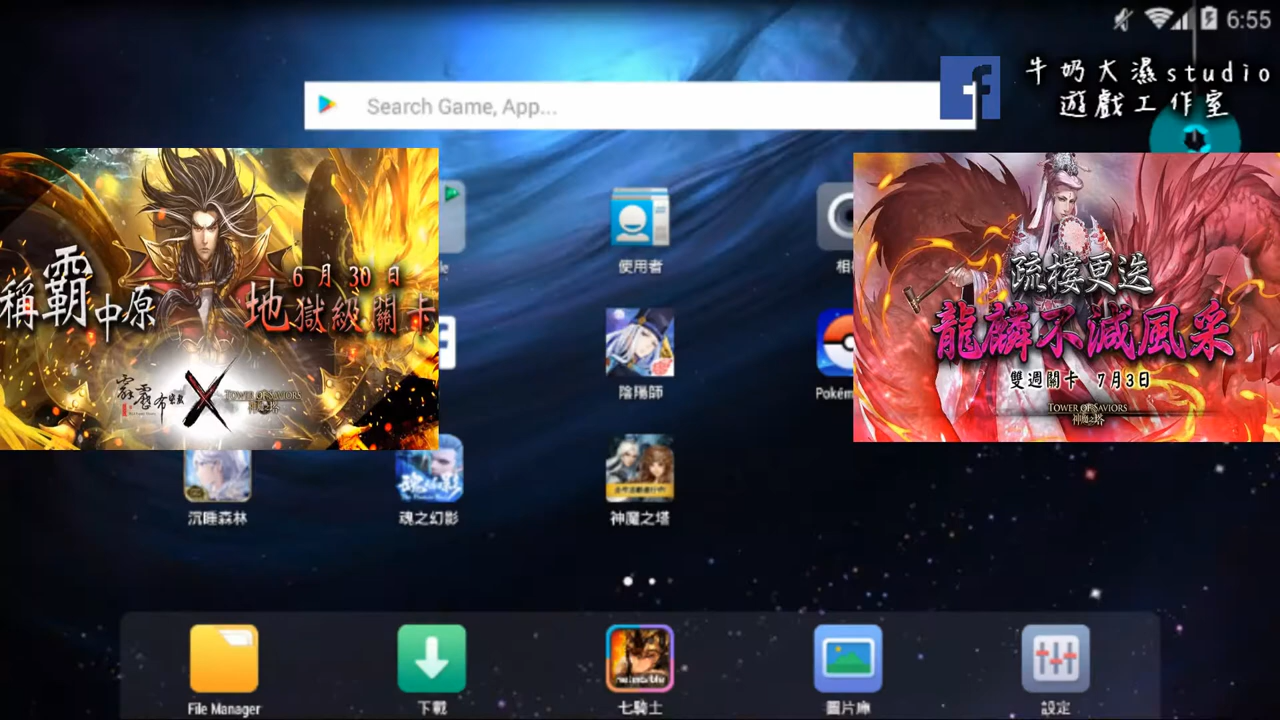 6:55
Search Game, App...
牛奶大濕studio
遊戲工作室
使用者
稱霸中原
6月30日
地獄級關卡
霹靂布袋戲
X
TOWER OF SAVIORS
神魔之塔
疏樓更迭
龍麟不減風采
雙週關卡 7月3日
TOWER OF SAVIORS
神魔之塔
陰陽師
Pokém
沉睡森林
魂之幻影
神魔之塔
File Manager
下載
七騎士
圖片庫
設定